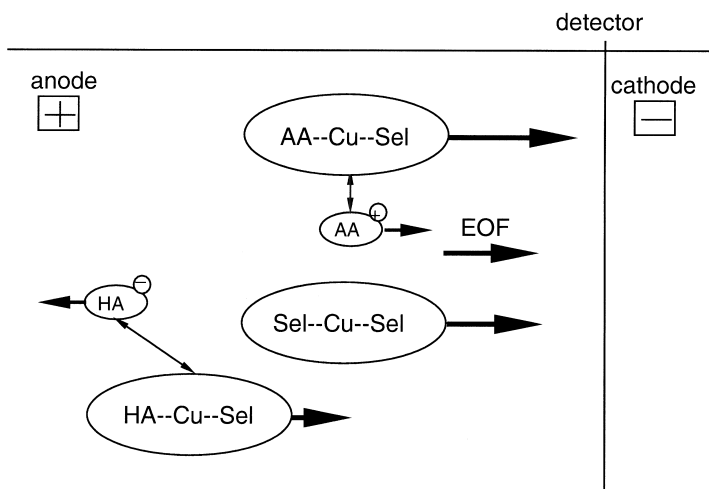 detector
anode
cathode
+
—
AA--Cu--Sel
+
AA
EOF
−
HA
Sel--Cu--Sel
HA--Cu--Sel